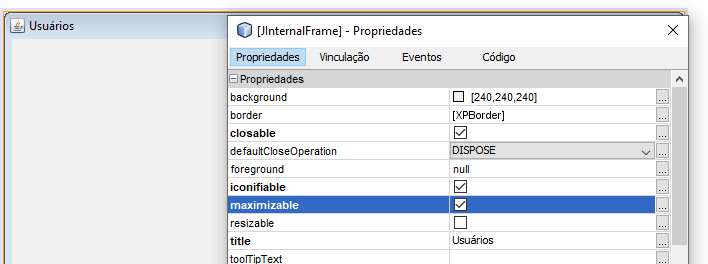 Usuários
[JInternalFrame] - Propriedades
Propriedades Vinculação Eventos Código
Propriedades
background [240,240,240] ...
border [XPBorder] ...
closable ...
defaultCloseOperation DISPOSE ...
foreground null ...
iconifiable ...
maximizable ...
resizable ...
title Usuários ...
toolTipText ...